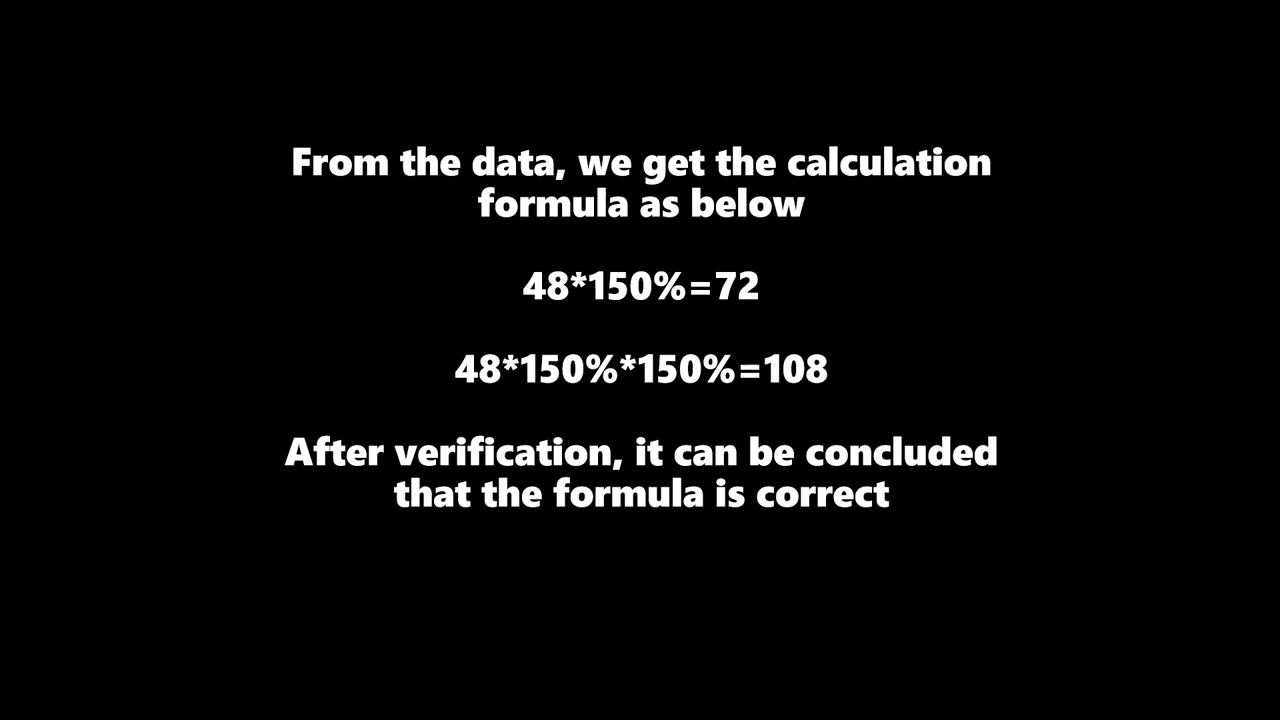 From the data, we get the calculation
formula as below
48*150%=72
48*150%*150%=108
After verification, it can be concluded
that the formula is correct